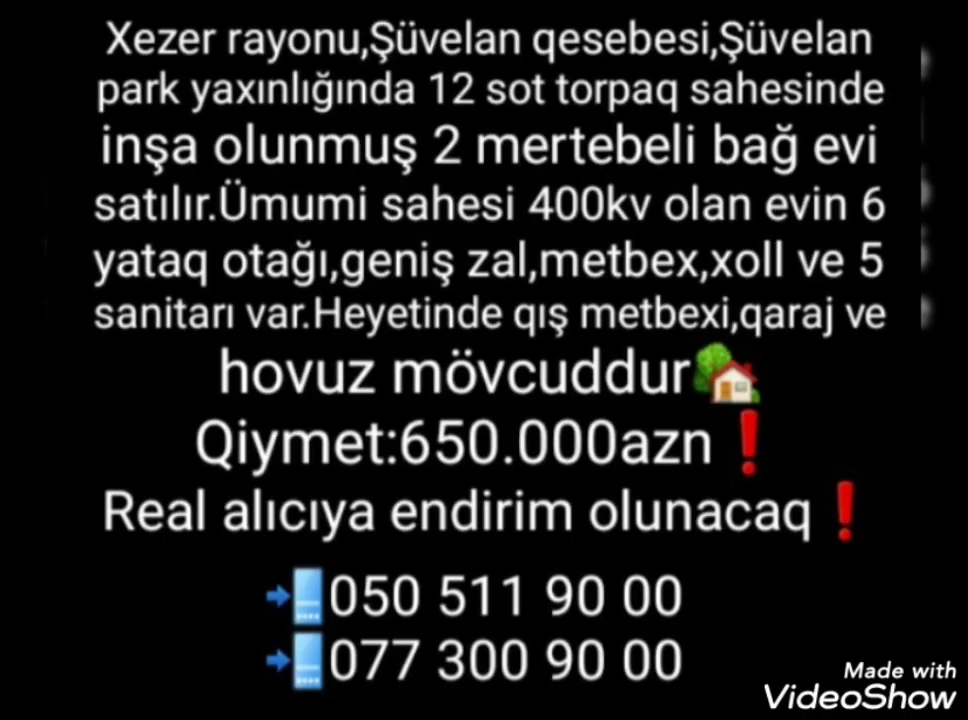 Xezer rayonu,Şüvelan qesebesi,Şüvelan
park yaxınlığında 12 sot torpaq sahesinde
inşa olunmuş 2 mertebeli bağ evi
satılır.Ümumi sahesi 400kv olan evin 6
yataq otağı,geniş zal,metbex,xoll ve 5
sanitarı var.Heyetinde qış metbexi,qaraj ve
hovuz mövcuddur🏡
Qiymet:650.000azn❗
Real alıcıya endirim olunacaq❗
📲050 511 90 00
📲077 300 90 00
Made with
VideoShow